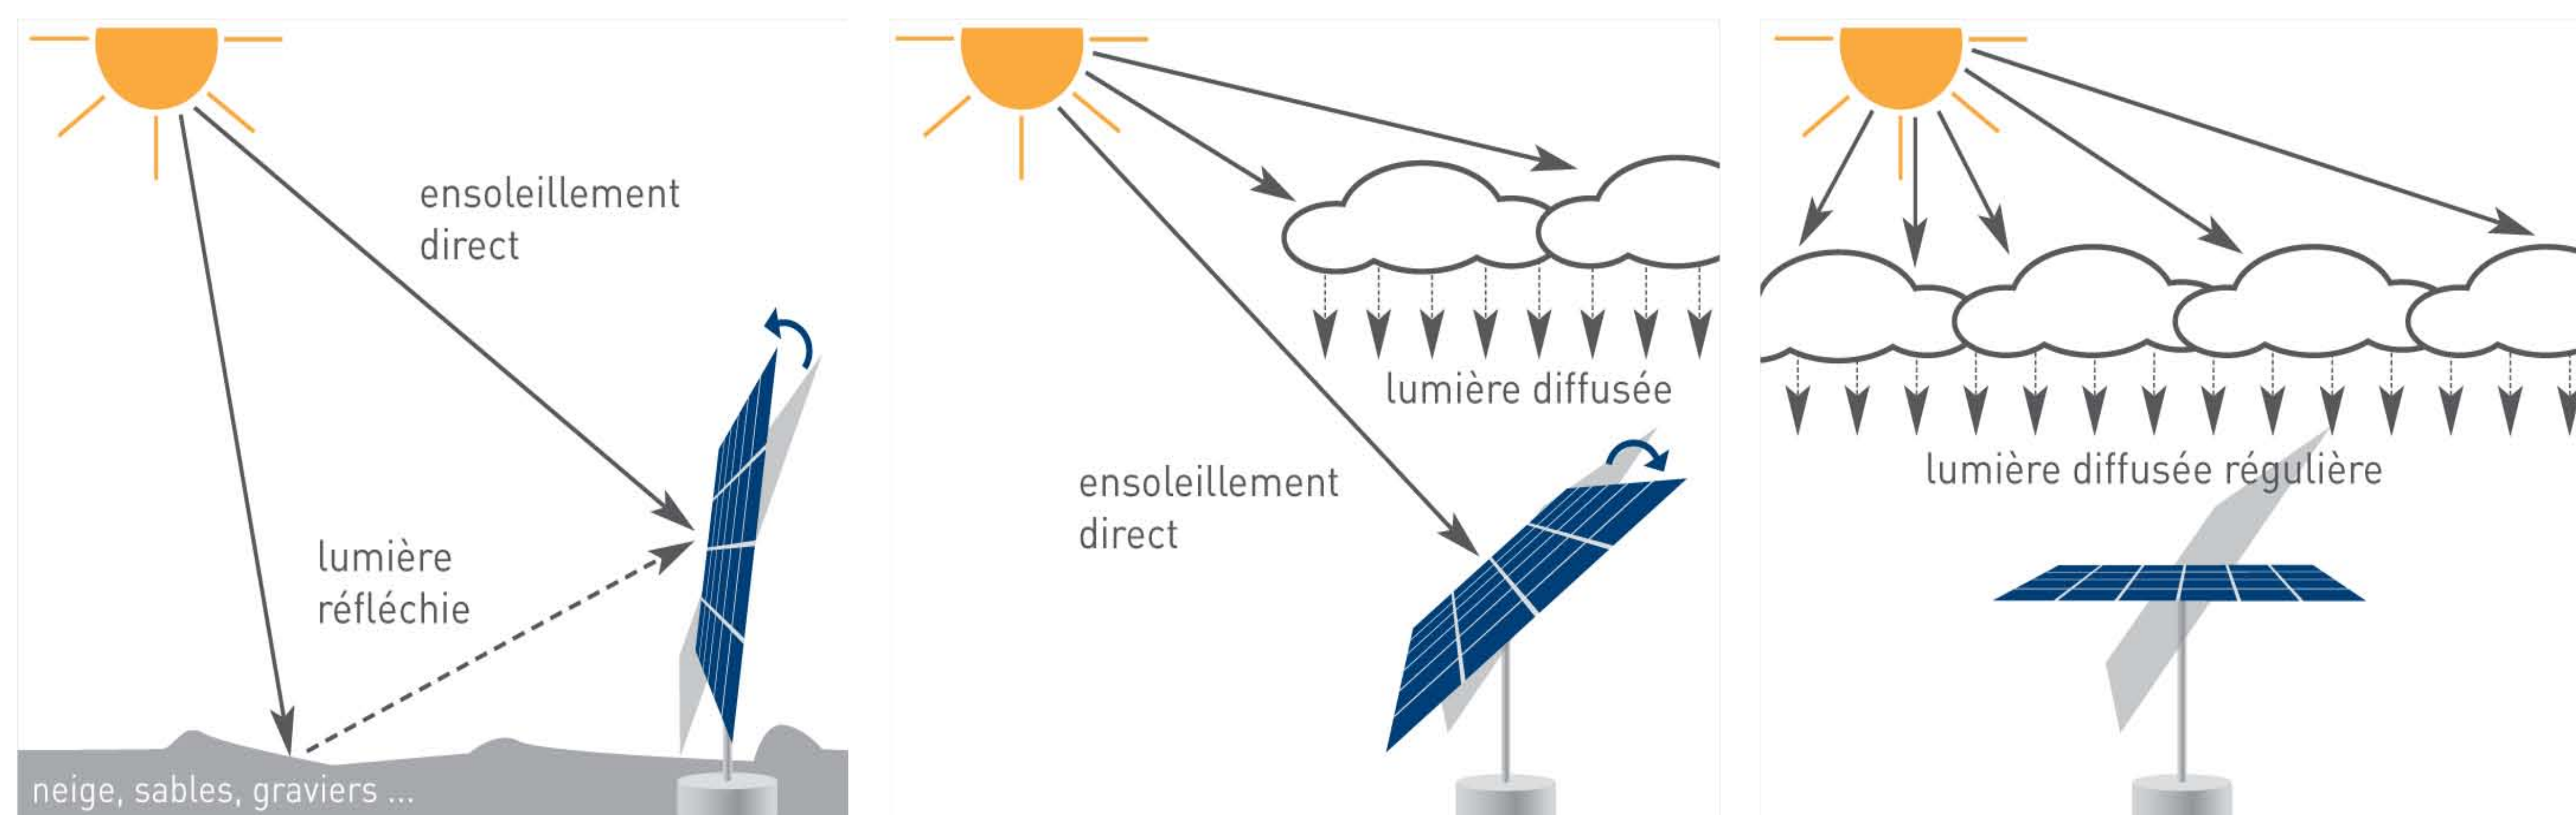 ensoleillement
direct
lumière
réfléchie
neige, sables, graviers ...
lumière diffusée
ensoleillement
direct
lumière diffusée régulière